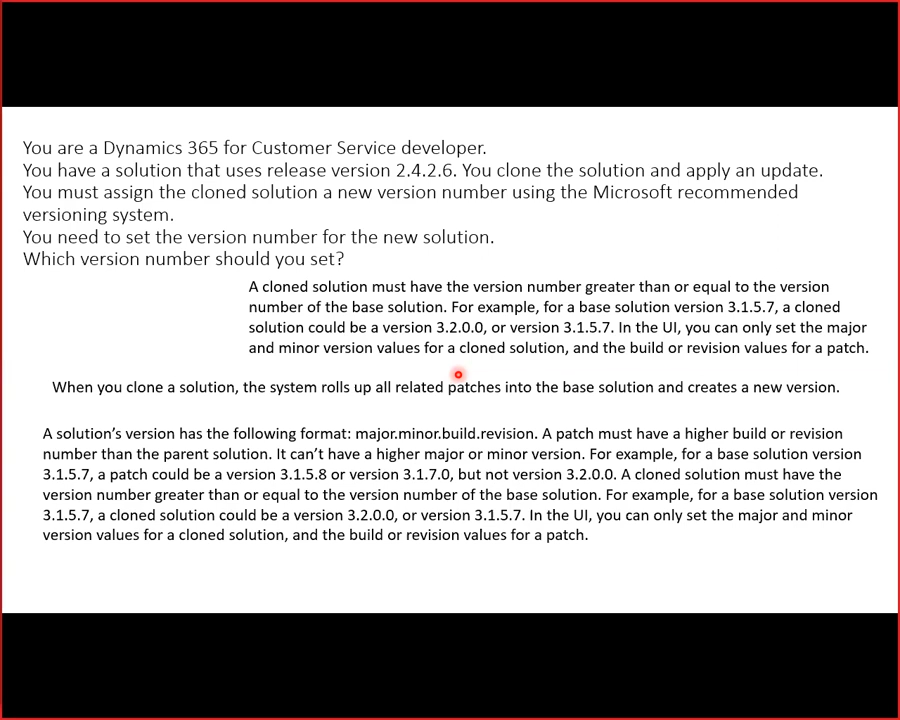 You are a Dynamics 365 for Customer Service developer.
You have a solution that uses release version 2.4.2.6. You clone the solution and apply an update.
You must assign the cloned solution a new version number using the Microsoft recommended
versioning system.
You need to set the version number for the new solution.
Which version number should you set?
A cloned solution must have the version number greater than or equal to the version
number of the base solution. For example, for a base solution version 3.1.5.7, a cloned
solution could be a version 3.2.0.0, or version 3.1.5.7. In the UI, you can only set the major
and minor version values for a cloned solution, and the build or revision values for a patch.
When you clone a solution, the system rolls up all related patches into the base solution and creates a new version.
A solution’s version has the following format: major.minor.build.revision. A patch must have a higher build or revision
number than the parent solution. It can’t have a higher major or minor version. For example, for a base solution version
3.1.5.7, a patch could be a version 3.1.5.8 or version 3.1.7.0, but not version 3.2.0.0. A cloned solution must have the
version number greater than or equal to the version number of the base solution. For example, for a base solution version
3.1.5.7, a cloned solution could be a version 3.2.0.0, or version 3.1.5.7. In the UI, you can only set the major and minor
version values for a cloned solution, and the build or revision values for a patch.